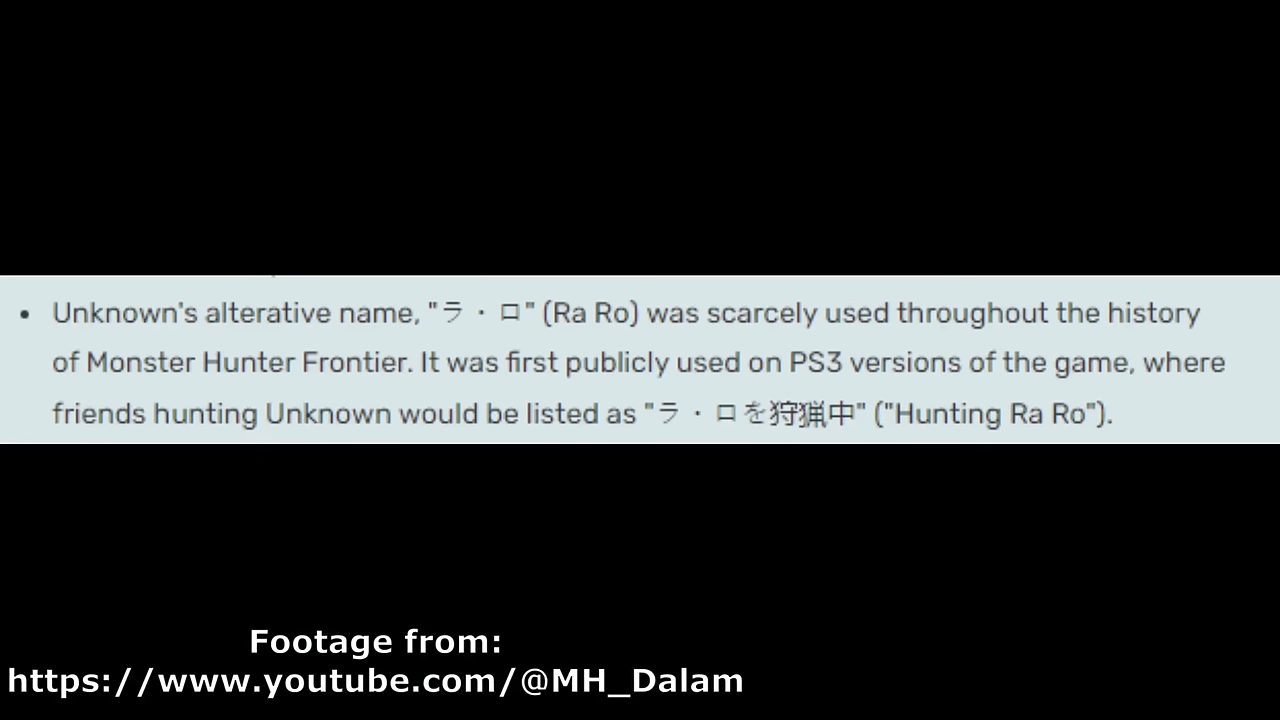 • Unknown's alterative name, "ラ・ロ" (Ra Ro) was scarcely used throughout the history
of Monster Hunter Frontier. It was first publicly used on PS3 versions of the game, where
friends hunting Unknown would be listed as "ラ・ロを狩猟中" ("Hunting Ra Ro").
Footage from:
https://www.youtube.com/@MH_Dalam